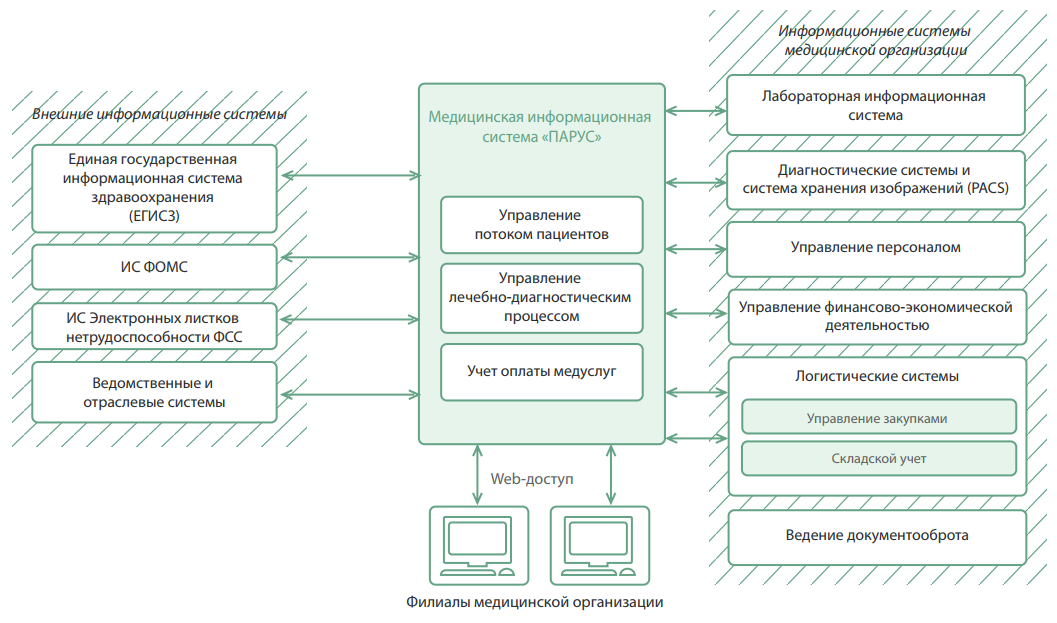 Внешние информационные системы
Единая государственная
информационная система
здравоохранения
(ЕГИСЗ)
ИС ФОМС
ИС Электронных листков
нетрудоспособности ФСС
Ведомственные и
отраслевые системы
Медицинская информационная
система «ПАРУС»
Управление
потоком пациентов
Управление
лечебно-диагностическим
процессом
Учет оплаты медуслуг
Web-доступ
Филиалы медицинской организации
Информационные системы
медицинской организации
Лабораторная информационная
система
Диагностические системы и
система хранения изображений (PACS)
Управление персоналом
Управление финансово-экономической
деятельностью
Логистические системы
Управление закупками
Складской учет
Ведение документооброта